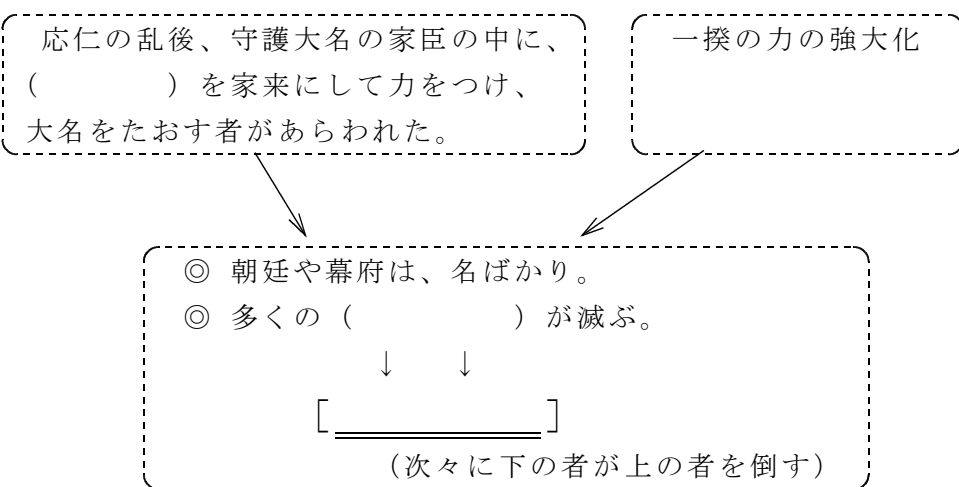 応仁の乱後、守護大名の家臣の中に、
(　　　　)を家来にして力をつけ、
大名をたおす者があらわれた。
一揆の力の強大化
◎ 朝廷や幕府は、名ばかり。
◎ 多くの(　　　　　)が滅ぶ。
↓　↓
[＿＿＿＿＿＿＿]
(次々に下の者が上の者を倒す)